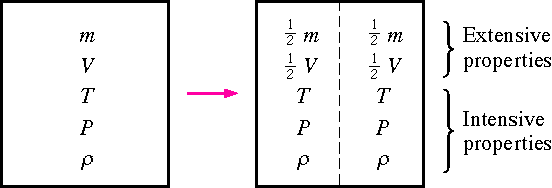 m
V
T
P
ρ
½ m ½ m
½ V ½ V
T T
P P
ρ ρ
Extensive
properties
Intensive
properties